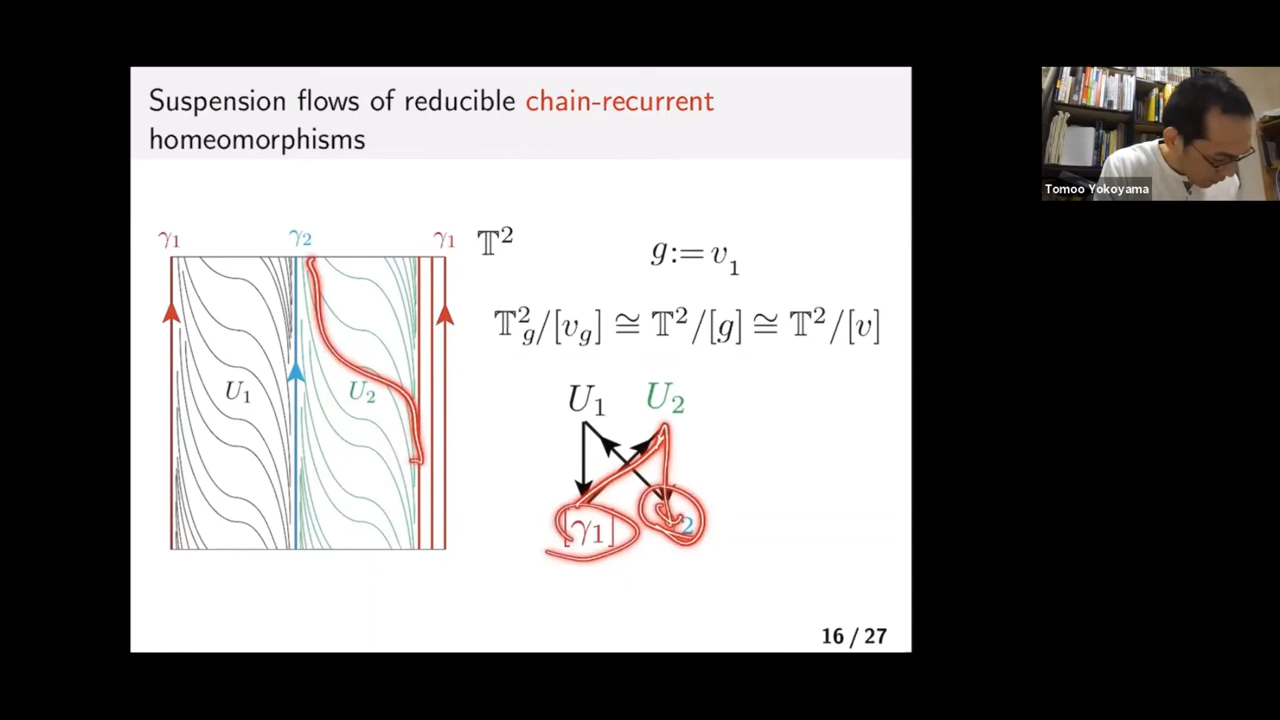 Suspension flows of reducible chain-recurrent
homeomorphisms
γ₁ γ₂ γ₁ 𝕋²
g := v₁
𝕋²_g/[v_g] ≅ 𝕋²/[g] ≅ 𝕋²/[v]
U₁ U₂
U₁ U₂
[γ₁] 2
16 / 27
Tomoo Yokoyama